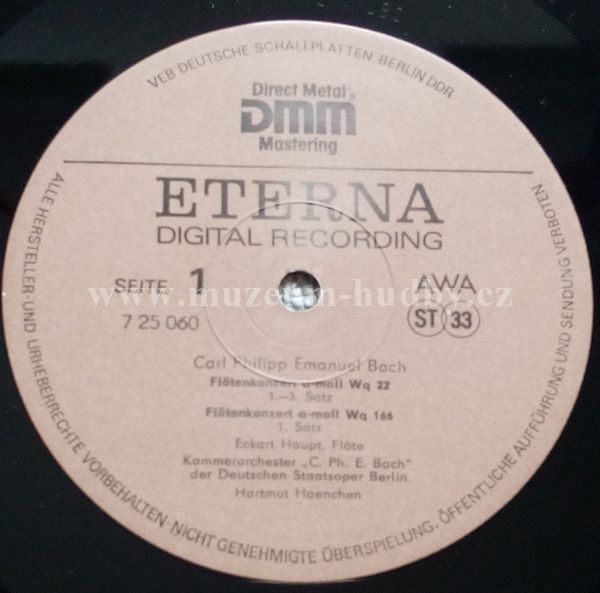 VEB DEUTSCHE SCHALLPLATTEN BERLIN DDR
Direct Metal
DMM
Mastering
ETERNA
DIGITAL RECORDING
SEITE 1
AWA
7 25 060
ST 33
www.muzeum-hudby.cz
Carl Philipp Emanuel Bach
Flötenkonzert a-moll Wq 22
1.–3. Satz
Flötenkonzert a-moll Wq 166
1. Satz
Eckart Haupt, Flöte
Kammerorchester „C. Ph. E. Bach“
der Deutschen Staatsoper Berlin
Hartmut Haenchen
ALLE HERSTELLER- UND URHEBERRECHTE VORBEHALTEN · NICHT GENEHMIGTE ÜBERSPIELUNG, ÖFFENTLICHE AUFFÜHRUNG UND SENDUNG VERBOTEN